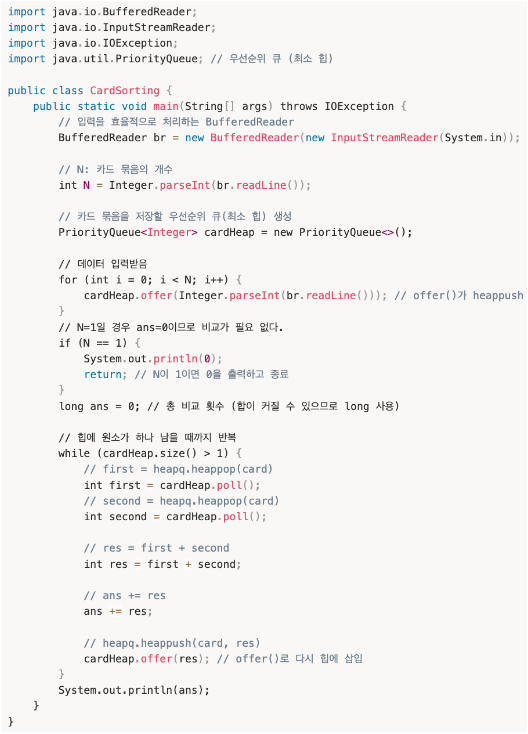 import java.io.BufferedReader;
import java.io.InputStreamReader;
import java.io.IOException;
import java.util.PriorityQueue; // 우선순위 큐 (최소 힙)

public class CardSorting {
    public static void main(String[] args) throws IOException {
        // 입력을 효율적으로 처리하는 BufferedReader
        BufferedReader br = new BufferedReader(new InputStreamReader(System.in));

        // N: 카드 묶음의 개수
        int N = Integer.parseInt(br.readLine());

        // 카드 묶음을 저장할 우선순위 큐(최소 힙) 생성
        PriorityQueue<Integer> cardHeap = new PriorityQueue<>();

        // 데이터 입력받음
        for (int i = 0; i < N; i++) {
            cardHeap.offer(Integer.parseInt(br.readLine())); // offer()가 heappush
        }
        // N=1일 경우 ans=0이므로 비교가 필요 없다.
        if (N == 1) {
            System.out.println(0);
            return; // N이 1이면 0을 출력하고 종료
        }
        long ans = 0; // 총 비교 횟수 (합이 커질 수 있으므로 long 사용)

        // 힙에 원소가 하나 남을 때까지 반복
        while (cardHeap.size() > 1) {
            // first = heapq.heappop(card)
            int first = cardHeap.poll();
            // second = heapq.heappop(card)
            int second = cardHeap.poll();

            // res = first + second
            int res = first + second;

            // ans += res
            ans += res;

            // heapq.heappush(card, res)
            cardHeap.offer(res); // offer()로 다시 힙에 삽입
        }
        System.out.println(ans);
    }
}